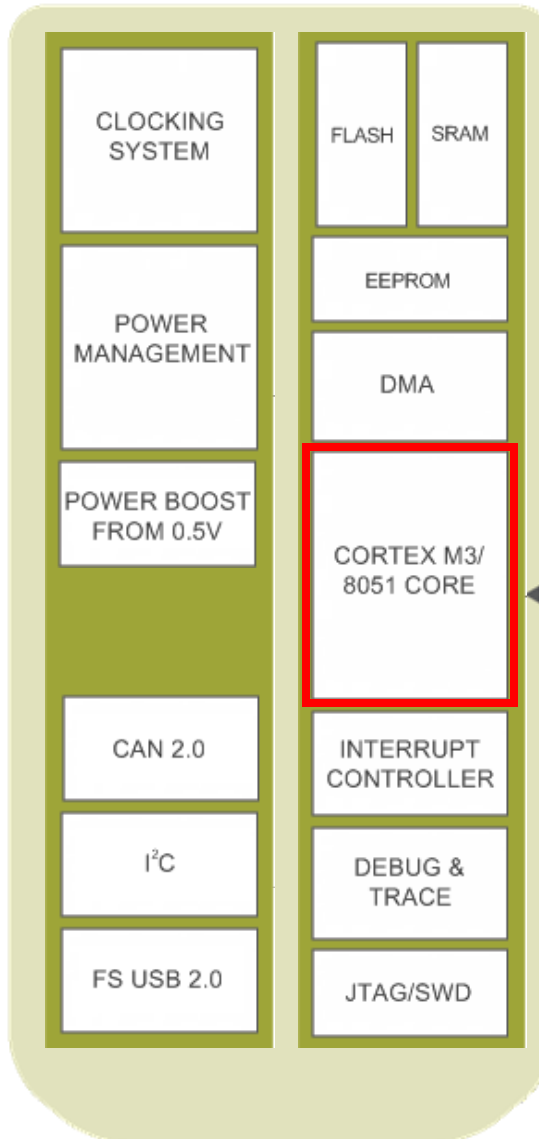 CLOCKING
SYSTEM
POWER
MANAGEMENT
POWER BOOST
FROM 0.5V
CAN 2.0
I²C
FS USB 2.0
FLASH
SRAM
EEPROM
DMA
CORTEX M3/
8051 CORE
INTERRUPT
CONTROLLER
DEBUG &
TRACE
JTAG/SWD